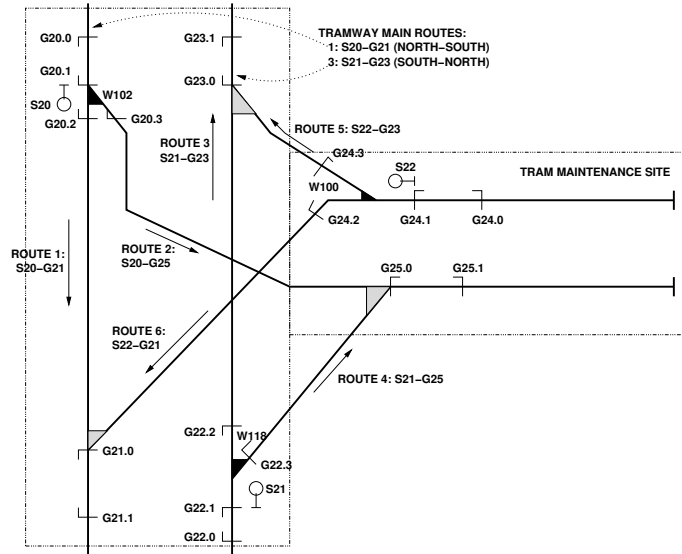 TRAMWAY MAIN ROUTES:
1: S20–G21 (NORTH–SOUTH)
3: S21–G23 (SOUTH–NORTH)
G20.0
G23.1
G20.1
G23.0
W102
S20
G20.2
G20.3
ROUTE 3
S21–G23
ROUTE 5: S22–G23
G24.3
S22
TRAM MAINTENANCE SITE
W100
G24.2
G24.1
G24.0
ROUTE 1:
S20–G21
ROUTE 2:
S20–G25
G25.0
G25.1
ROUTE 6:
S22–G21
ROUTE 4: S21–G25
G22.2
W118
G21.0
G22.3
S21
G21.1
G22.1
G22.0